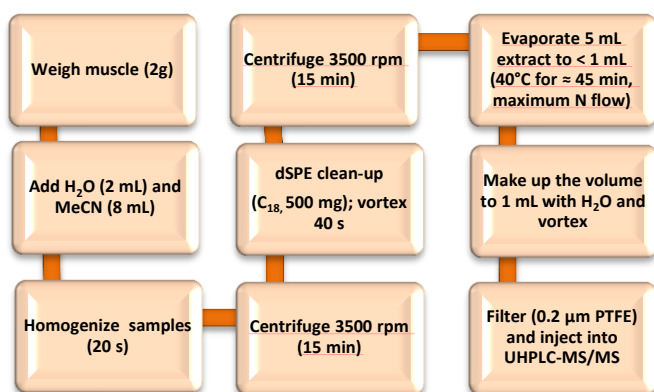 Weigh muscle (2g)
Add H₂O (2 mL) and
MeCN (8 mL)
Homogenize samples
(20 s)
Centrifuge 3500 rpm
(15 min)
dSPE clean-up
(C₁₈, 500 mg); vortex
40 s
Centrifuge 3500 rpm
(15 min)
Evaporate 5 mL
extract to < 1 mL
(40°C for ≈ 45 min,
maximum N flow)
Make up the volume
to 1 mL with H₂O and
vortex
Filter (0.2 µm PTFE)
and inject into
UHPLC-MS/MS